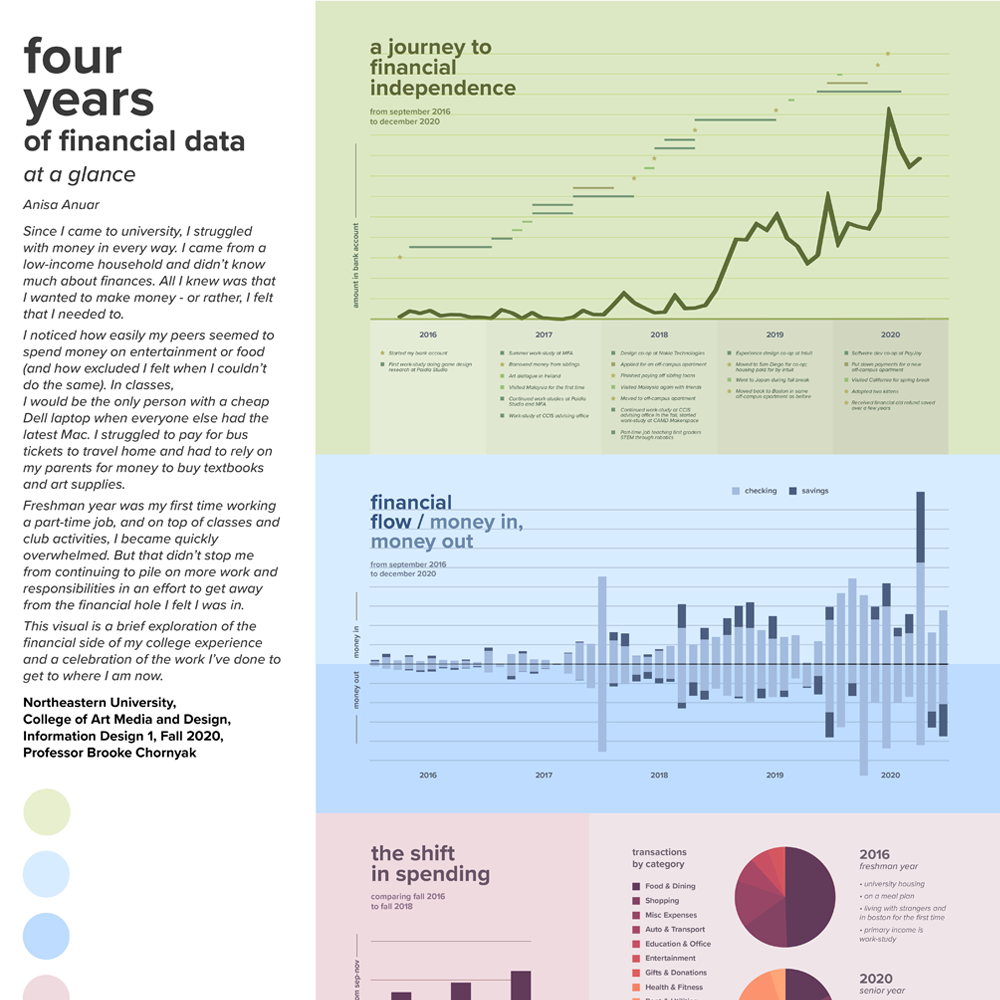 four
years
of financial data
at a glance
Anisa Anuar
Since I came to university, I struggled
with money in every way. I came from a
low-income household and didn't know
much about finances. All I knew was that
I wanted to make money - or rather, I felt
that I needed to.
I noticed how easily my peers seemed to
spend money on entertainment or food
(and how excluded I felt when I couldn't
do the same). In classes,
I would be the only person with a cheap
Dell laptop when everyone else had the
latest Mac. I struggled to pay for bus
tickets to travel home and had to rely on
my parents for money to buy textbooks
and art supplies.
Freshman year was my first time working
a part-time job, and on top of classes and
club activities, I became quickly
overwhelmed. But that didn't stop me
from continuing to pile on more work and
responsibilities in an effort to get away
from the financial hole I felt I was in.
This visual is a brief exploration of the
financial side of my college experience
and a celebration of the work I've done to
get to where I am now.
Northeastern University,
College of Art Media and Design,
Information Design 1, Fall 2020,
Professor Brooke Chornyak
a journey to
financial
independence
from september 2016
to december 2020
amount in bank account
2016
2017
2018
2019
2020
Started my bank account
First work-study doing game design
research at Plaida Studio
Summer work-study at MFA
Borrowed money from siblings
Art dialogue in Ireland
Visited Malaysia for the first time
Continued work-studies at Plaida
Studio and MFA
Work-study at CCIS advising office
Design co-op at Nokia Technologies
Applied for an off-campus apartment
Finished paying off sibling loans
Visited Malaysia again with friends
Moved to off-campus apartment
Continued work-study at CCIS
advising office in the fall, started
work-study at CAMD Makerspace
Part-time job teaching first graders
STEM through robotics
Experience design co-op at Intuit
Moved to San Diego for co-op;
housing paid for by Intuit
Went to Japan during fall break
Moved back to Boston in same
off-campus apartment as before
Software dev co-op at PayJoy
Put down payments for a new
off-campus apartment
Visited California for spring break
Adopted two kittens
Received financial aid refund saved
over a few years
financial
flow / money in,
money out
from september 2016
to december 2020
checking
savings
money in
money out
2016
2017
2018
2019
2020
the shift
in spending
comparing fall 2016
to fall 2018
om sep-nov
transactions
by category
Food & Dining
Shopping
Misc Expenses
Auto & Transport
Education & Office
Entertainment
Gifts & Donations
Health & Fitness
2016
freshman year
• university housing
• on a meal plan
• living with strangers and
in boston for the first time
• primary income is
work-study
2020
senior year